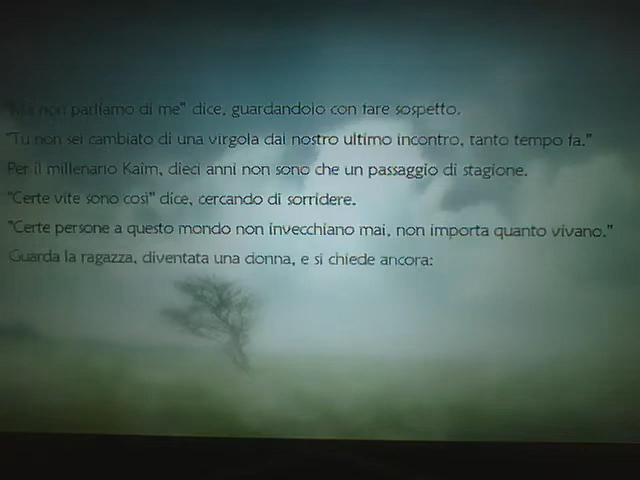 "Ma non parliamo di me" dice, guardandolo con fare sospetto.
"Tu non sei cambiato di una virgola dal nostro ultimo incontro, tanto tempo fa."
Per il millenario Kaim, dieci anni non sono che un passaggio di stagione.
"Certe vite sono così" dice, cercando di sorridere.
"Certe persone a questo mondo non invecchiano mai, non importa quanto vivano."
Guarda la ragazza, diventata una donna, e si chiede ancora: